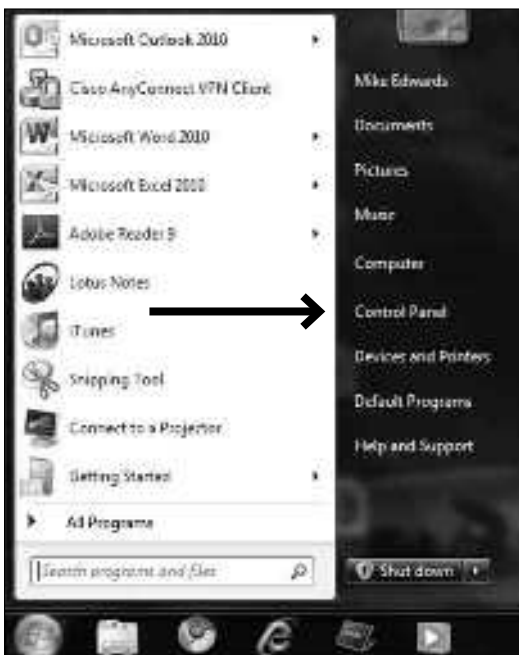 Microsoft Outlook 2010
Cisco AnyConnect VPN Client
Microsoft Word 2010
Microsoft Excel 2010
Adobe Reader 9
Lotus Notes
iTunes
Snipping Tool
Connect to a Projector
Getting Started
All Programs
Search programs and files
Mike Edwards
Documents
Pictures
Music
Computer
Control Panel
Devices and Printers
Default Programs
Help and Support
Shut down